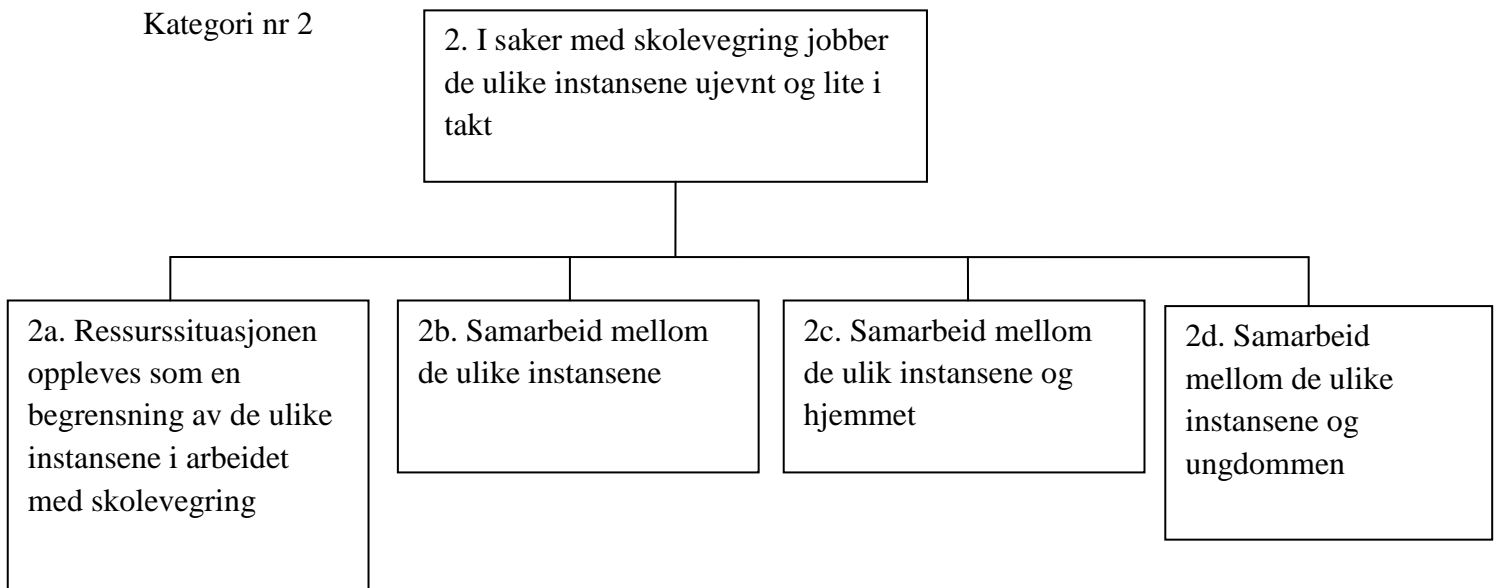 Kategori nr 2
2. I saker med skolevegring jobber
de ulike instansene ujevnt og lite i
takt
2a. Ressurssituasjonen
oppleves som en
begrensning av de ulike
instansene i arbeidet
med skolevegring
2b. Samarbeid mellom
de ulike instansene
2c. Samarbeid mellom
de ulik instansene og
hjemmet
2d. Samarbeid
mellom de ulike
instansene og
ungdommen